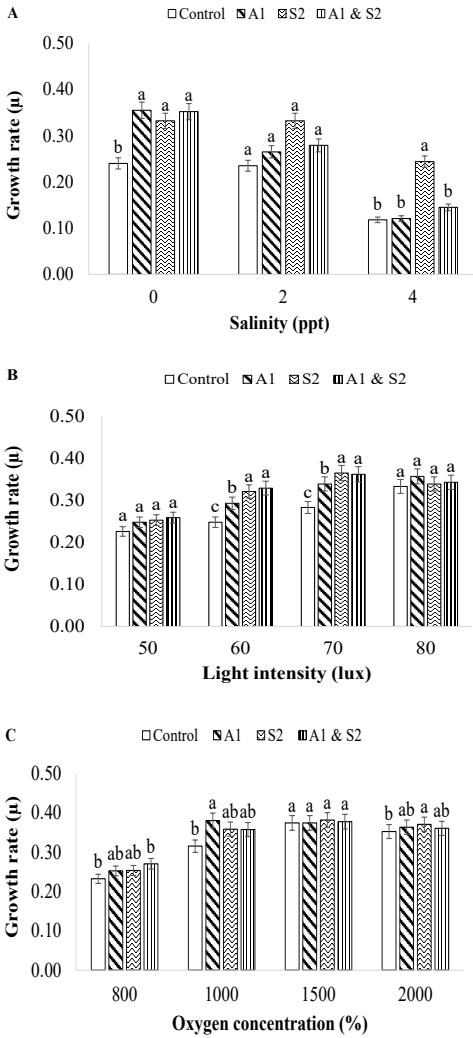 A
Control A1 S2 A1 & S2
0.50
0.40
0.30
0.20
0.10
0.00
Growth rate (μ)
b a a a
a a a a
b b a b
0 2 4
Salinity (ppt)
B
Control A1 S2 A1 & S2
0.50
0.40
0.30
0.20
0.10
0.00
Growth rate (μ)
a a a a
c b a a
c b a a
a a a a
50 60 70 80
Light intensity (lux)
C
Control A1 S2 A1 & S2
0.50
0.40
0.30
0.20
0.10
0.00
Growth rate (μ)
b ab ab b
b a ab ab
a a a a
b ab a ab
800 1000 1500 2000
Oxygen concentration (%)